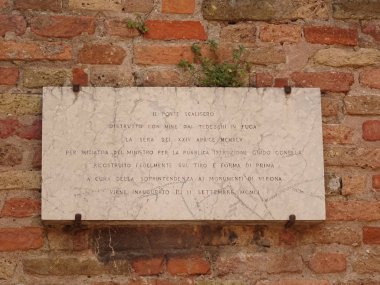 IL PONTE SCALIGERO
DISTRUTTO CON MINE DAI TEDESCHI IN FUGA
LA SERA DEL XXIV APRILE MCMXLV
PER INIZIATIVA DEL MINISTRO PER LA PUBBLICA ISTRUZIONE GUIDO GONELLA
RICOSTRUITO FEDELMENTE SUL TIPO E FORMA DI PRIMA
A CURA DELLA SOPRINTENDENZA AI MONUMENTI DI VERONA
VIENE INAUGURATO IL II SETTEMBRE MCMLI